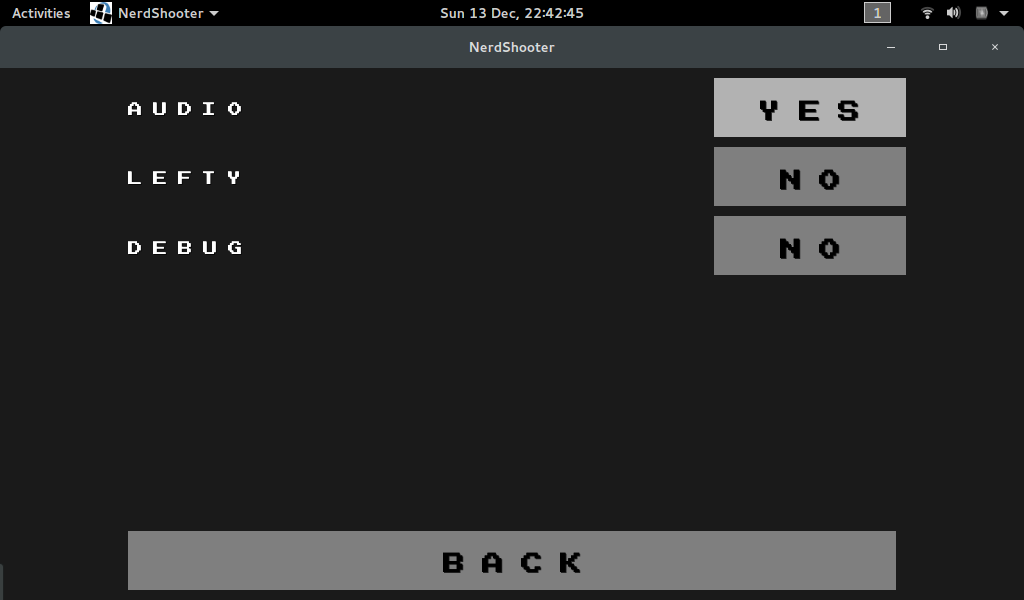 Activities NerdShooter Sun 13 Dec, 22:42:45 1
NerdShooter
AUDIO YES
LEFTY NO
DEBUG NO
BACK